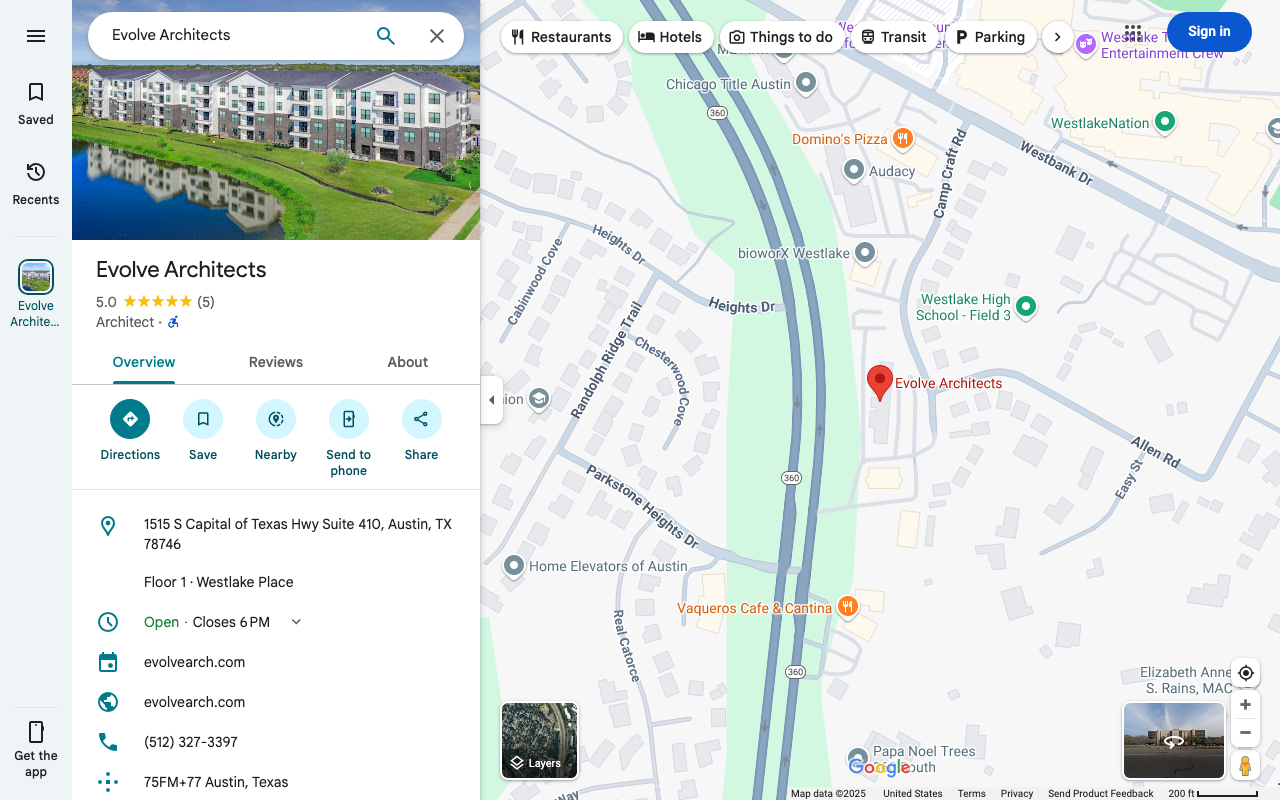 Evolve Architects
Saved
Recents
Evolve
Archite...
Get the
app
Evolve Architects
5.0
(5)
Architect ·
Overview
Reviews
About
Directions
Save
Nearby
Send to
phone
Share
1515 S Capital of Texas Hwy Suite 410, Austin, TX
78746
Floor 1 · Westlake Place
Open · Closes 6 PM
evolvearch.com
evolvearch.com
(512) 327-3397
75FM+77 Austin, Texas
Restaurants
Hotels
Things to do
Transit
Parking
Sign in
Entertainment Crew
Chicago Title Austin
360
WestlakeNation
Domino's Pizza
Westbank Dr
Audacy
Camp Craft Rd
Heights Dr
bioworX Westlake
Cabinwood Cove
Heights Dr
Westlake High
School - Field 3
Randolph Ridge Trail
Chesterwood Cove
Evolve Architects
Allen Rd
Easy St
360
Parkstone Heights Dr
Home Elevators of Austin
Vaqueros Cafe & Cantina
Real Catorce
360
Elizabeth Anne
S. Rains, MAC
Papa Noel Trees
Google
Layers
Map data ©2025
United States
Terms
Privacy
Send Product Feedback
200 ft